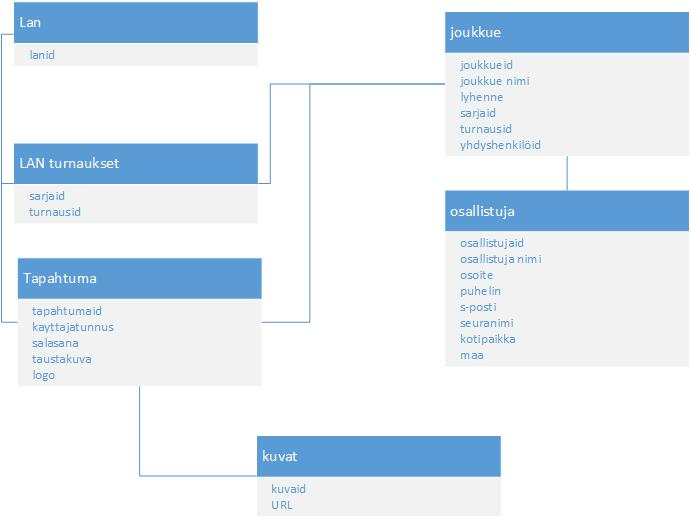 Lan
lanid
LAN turnaukset
sarjaid
turnausid
Tapahtuma
tapahtumaid
kayttajatunnus
salasana
taustakuva
logo
joukkue
joukkueid
joukkue nimi
lyhenne
sarjaid
turnausid
yhdyshenkilöid
osallistuja
osallistujaid
osallistuja nimi
osoite
puhelin
s-posti
seuranimi
kotipaikka
maa
kuvat
kuvaid
URL